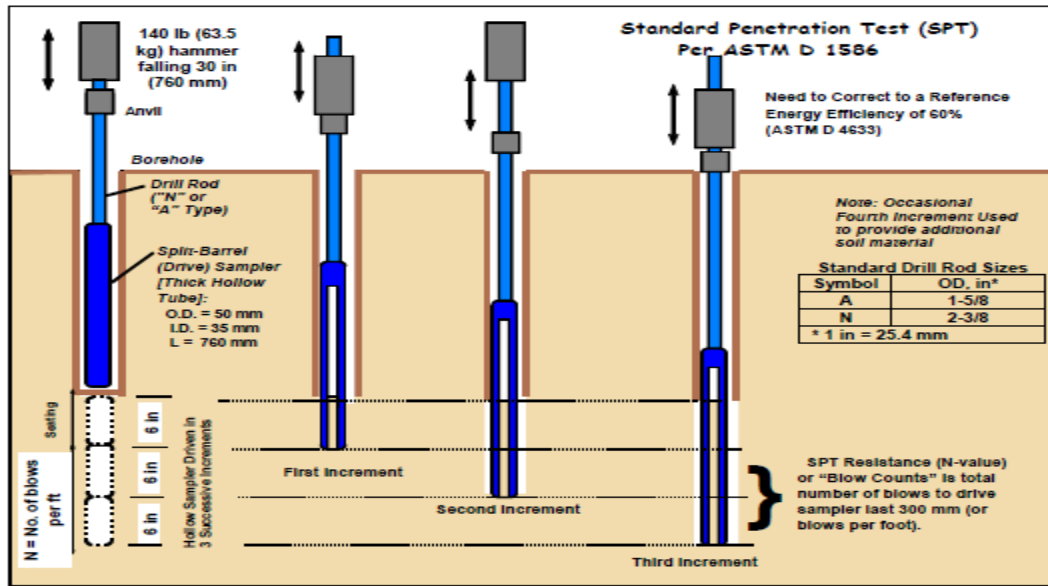 Standard Penetration Test (SPT)
Per ASTM D 1586
140 lb (63.5
kg) hammer
falling 30 in
(760 mm)
Anvil
Need to Correct to a Reference
Energy Efficiency of 60%
(ASTM D 4633)
Borehole
Drill Rod
("N" or
"A" Type)
Split-Barrel
(Drive) Sampler
[Thick Hollow
Tube]:
O.D. = 50 mm
I.D. = 35 mm
L = 760 mm
Note: Occasional
Fourth Increment Used
to provide additional
soil material
Standard Drill Rod Sizes
Symbol OD, in*
A 1-5/8
N 2-3/8
* 1 in = 25.4 mm
Seating
N = No. of blows
per ft
6 in
6 in
6 in
Hollow Sampler Driven in
3 Successive Increments
First Increment
Second Increment
Third Increment
SPT Resistance (N-value)
or "Blow Counts" is total
number of blows to drive
sampler last 300 mm (or
blows per foot).